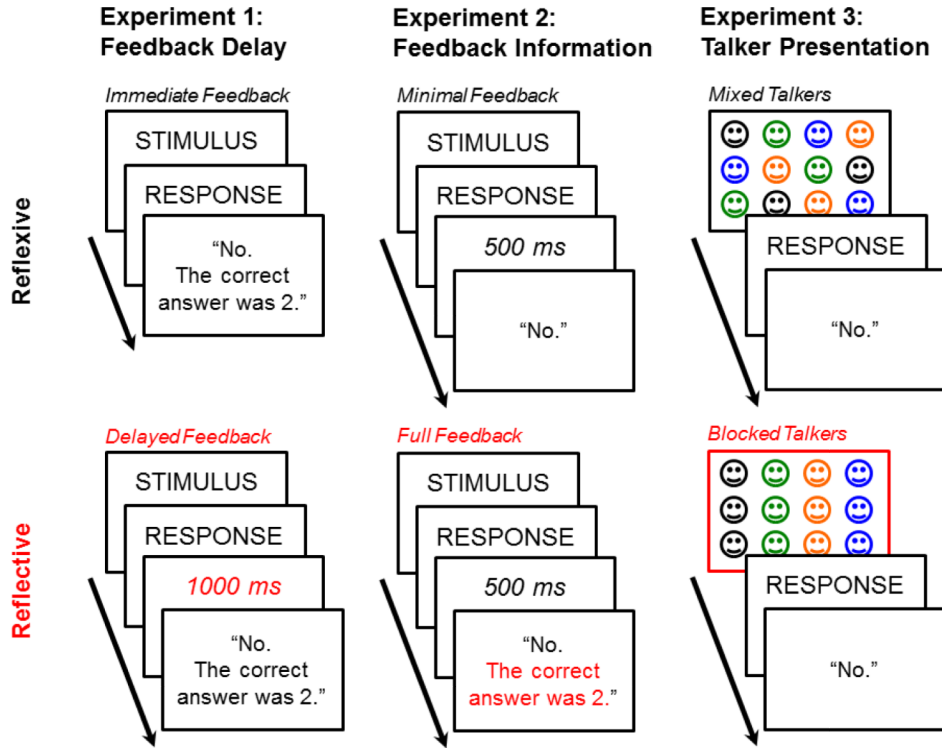 Experiment 1:
Feedback Delay
Experiment 2:
Feedback Information
Experiment 3:
Talker Presentation
Reflexive
Immediate Feedback
STIMULUS
RESPONSE
“No.
The correct
answer was 2.”
Minimal Feedback
STIMULUS
RESPONSE
500 ms
“No.”
Mixed Talkers
RESPONSE
“No.”
Reflective
Delayed Feedback
STIMULUS
RESPONSE
1000 ms
“No.
The correct
answer was 2.”
Full Feedback
STIMULUS
RESPONSE
500 ms
“No.
The correct
answer was 2.”
Blocked Talkers
RESPONSE
“No.”